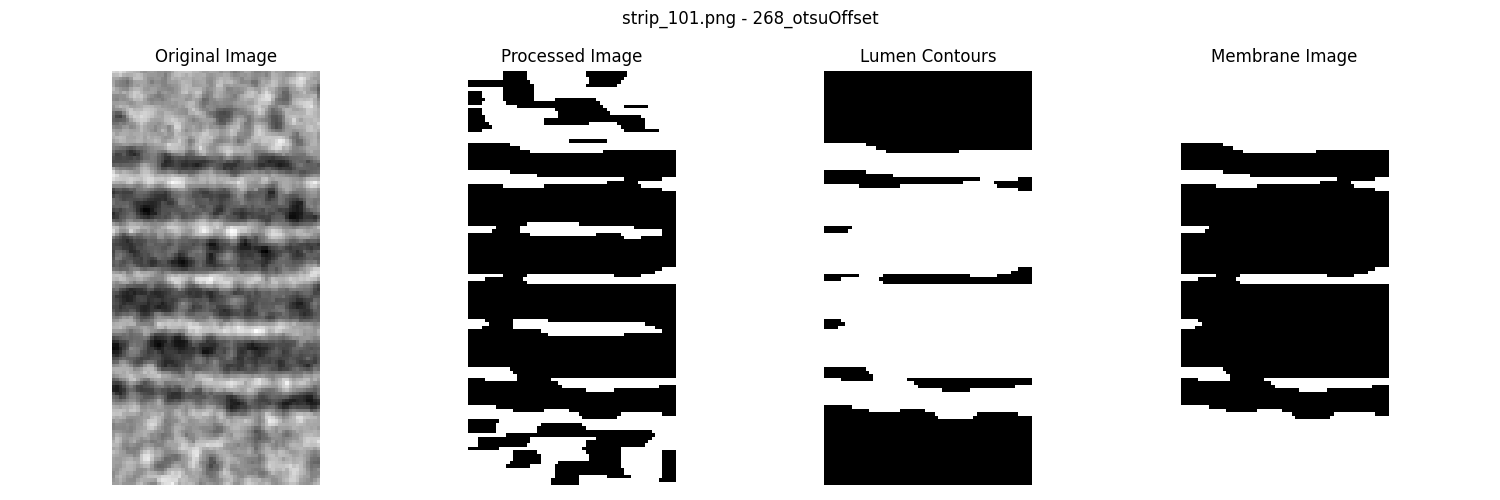 strip_101.png - 268_otsuOffset
Original Image
Processed Image
Lumen Contours
Membrane Image